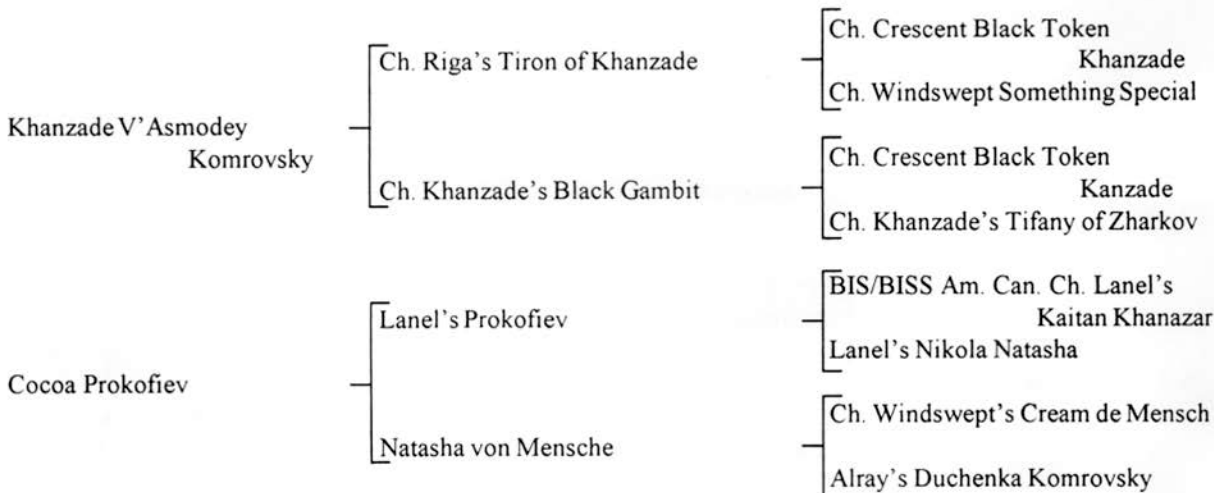 Ch. Crescent Black Token
Khanzade
Ch. Riga's Tiron of Khanzade
Ch. Windswept Something Special
Khanzade V'Asmodey
Komrovsky
Ch. Crescent Black Token
Kanzade
Ch. Khanzade's Black Gambit
Ch. Khanzade's Tifany of Zharkov
BIS/BISS Am. Can. Ch. Lanel's
Kaitan Khanazar
Lanel's Prokofiev
Lanel's Nikola Natasha
Cocoa Prokofiev
Ch. Windswept's Cream de Mensch
Natasha von Mensche
Alray's Duchenka Komrovsky